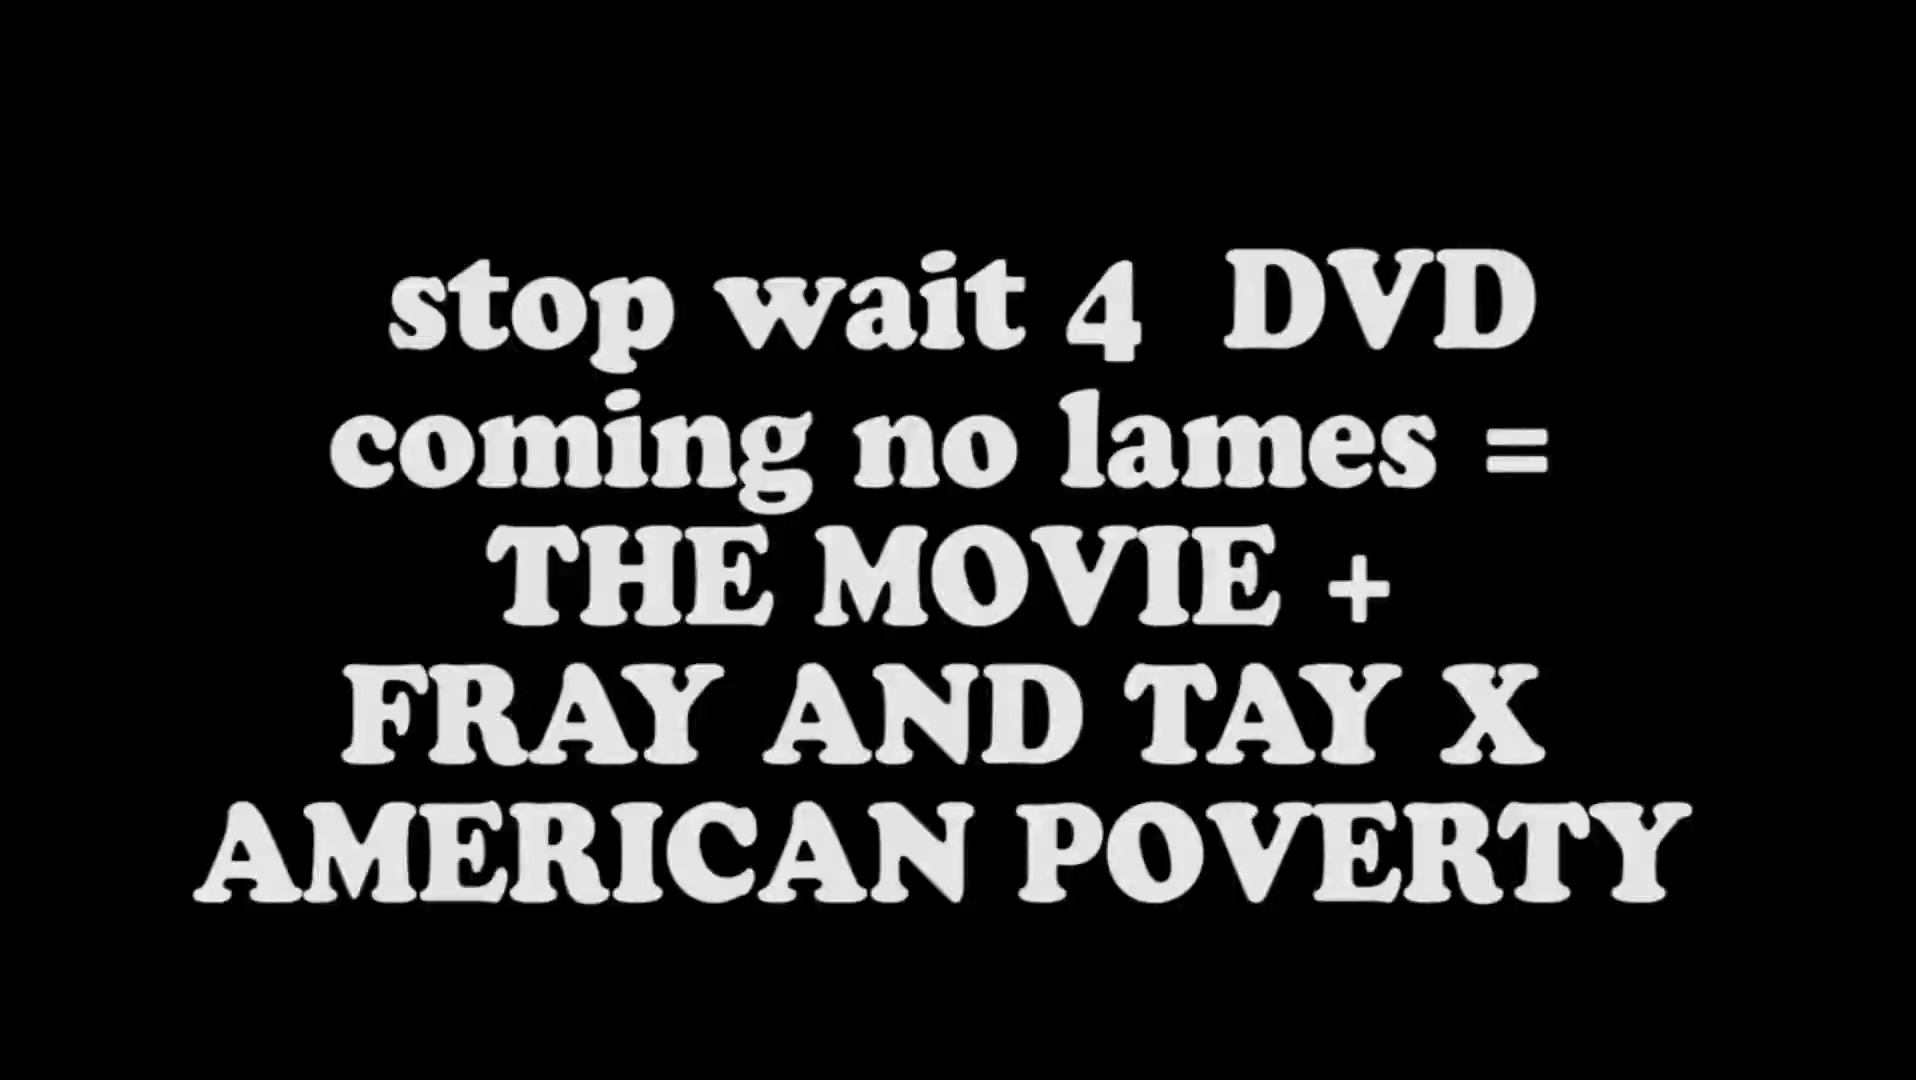 stop wait 4 DVD
coming no lames =
THE MOVIE +
FRAY AND TAY X
AMERICAN POVERTY